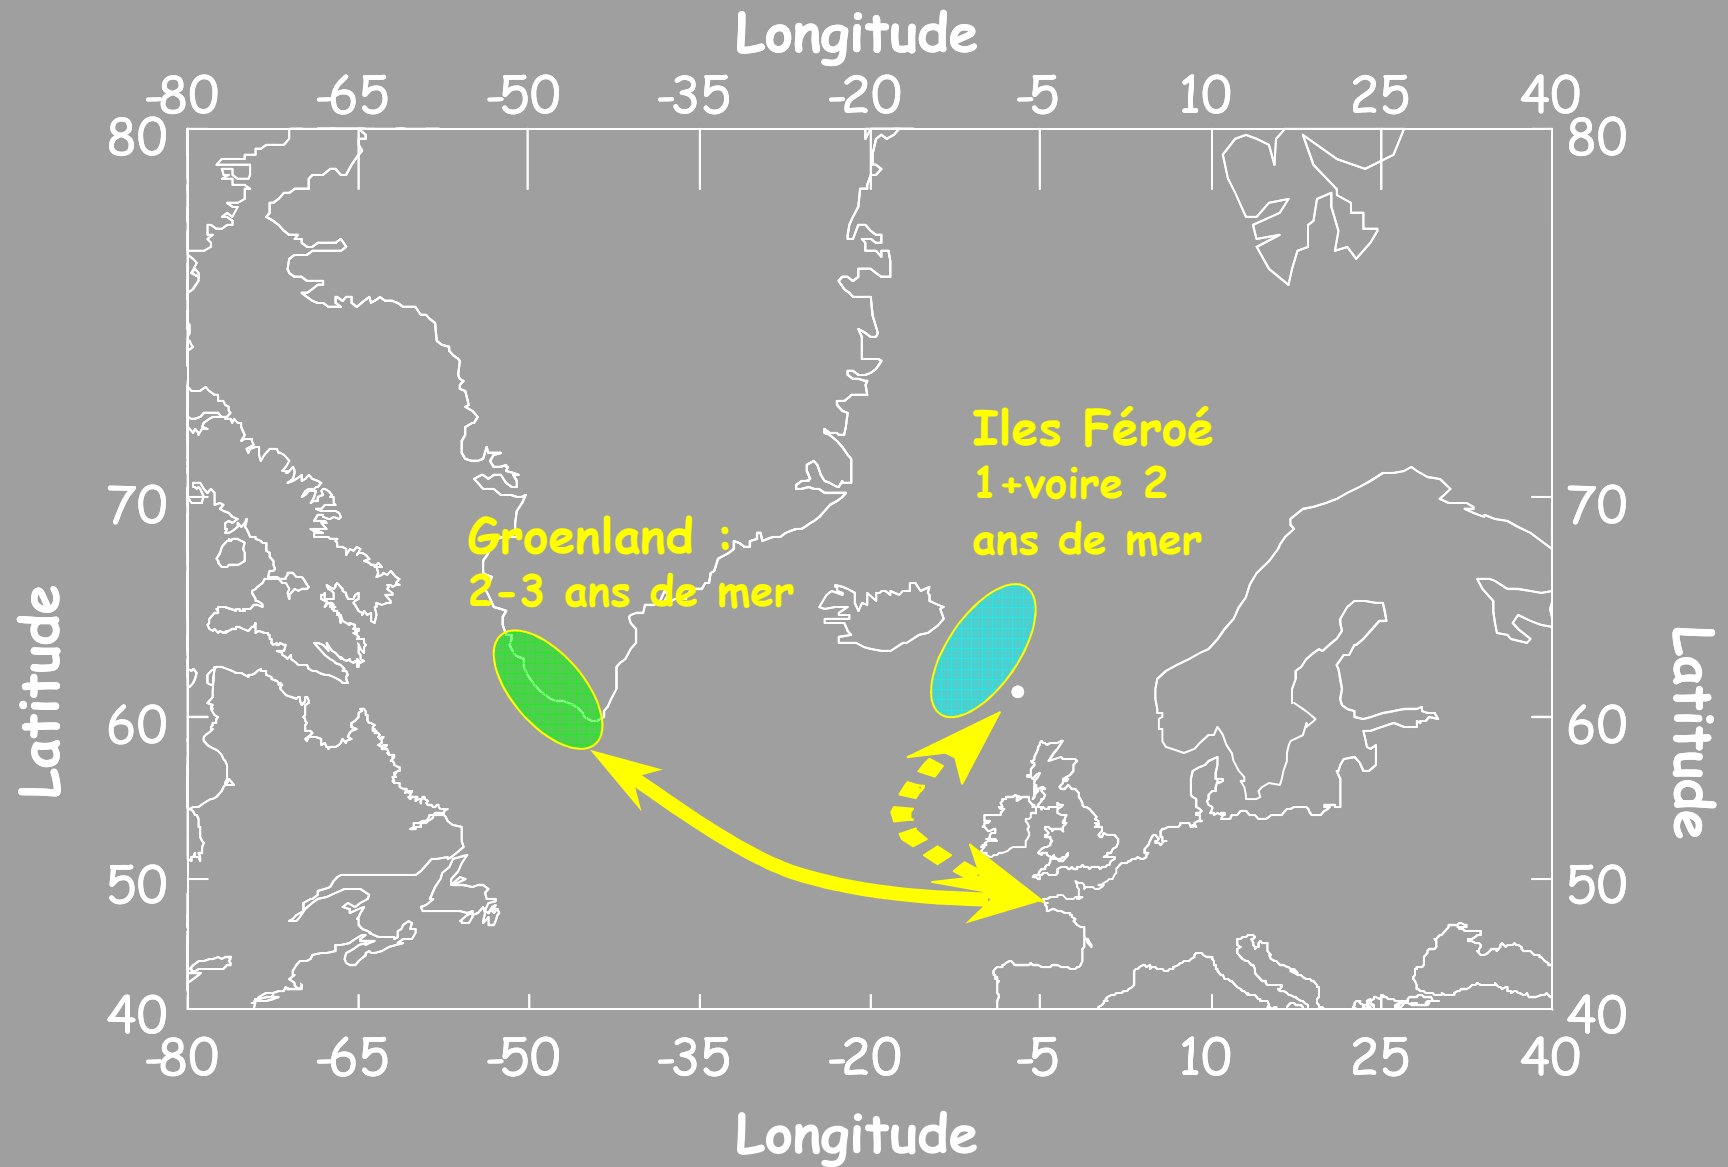 Longitude
-80 -65 -50 -35 -20 -5 10 25 40
80 80
Iles Féroé
1+voire 2
ans de mer
70 70
Groenland :
2-3 ans de mer
Latitude
Latitude
60 60
50 50
40 40
-80 -65 -50 -35 -20 -5 10 25 40
Longitude